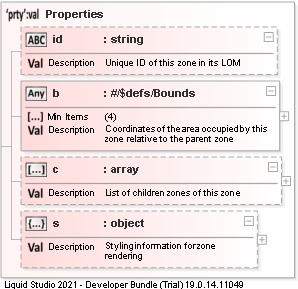 'prty':val Properties
ABC id : string
Val Description Unique ID of this zone in its LOM
Any b : #/$defs/Bounds
[...] Min Items (4)
Val Description Coordinates of the area occupied by this
zone relative to the parent zone
[...] c : array
Val Description List of children zones of this zone
{...} s : object
Val Description Styling information for zone
rendering
Liquid Studio 2021 - Developer Bundle (Trial) 19.0.14.11049